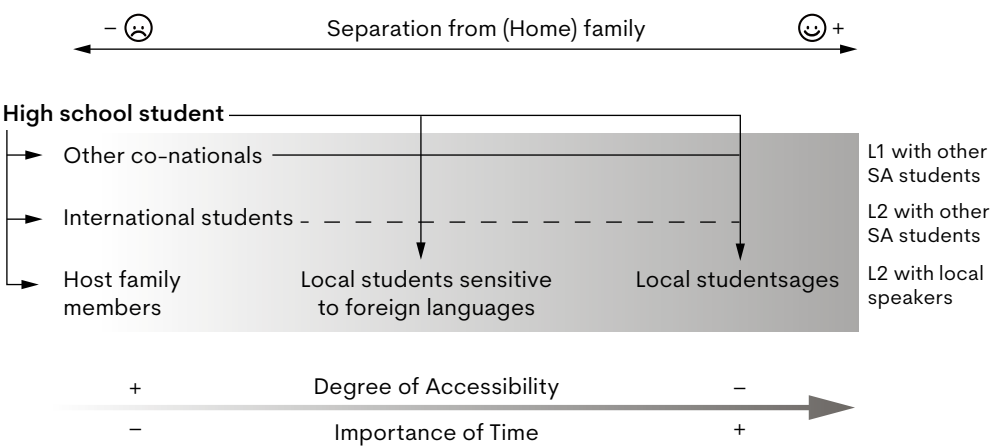 – Separation from (Home) family +
High school student
Other co-nationals
L1 with other
SA students
International students
L2 with other
SA students
Host family
members
Local students sensitive
to foreign languages
Local studentsages
L2 with local
speakers
+ Degree of Accessibility –
– Importance of Time +